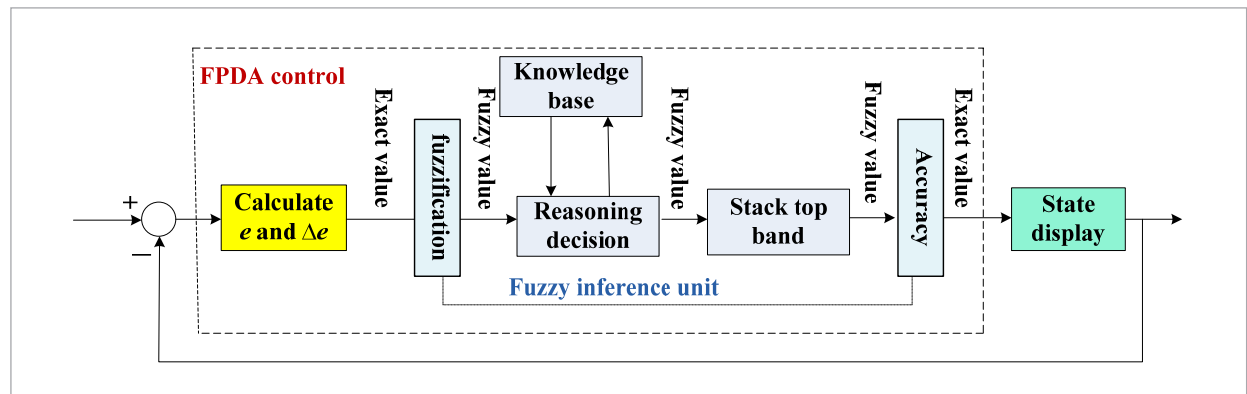 FPDA control
Knowledge
base
Exact value
fuzzification
Fuzzy value
Fuzzy value
Fuzzy value
Accuracy
Exact value
+
−
Calculate
e and Δe
Reasoning
decision
Stack top
band
State
display
Fuzzy inference unit